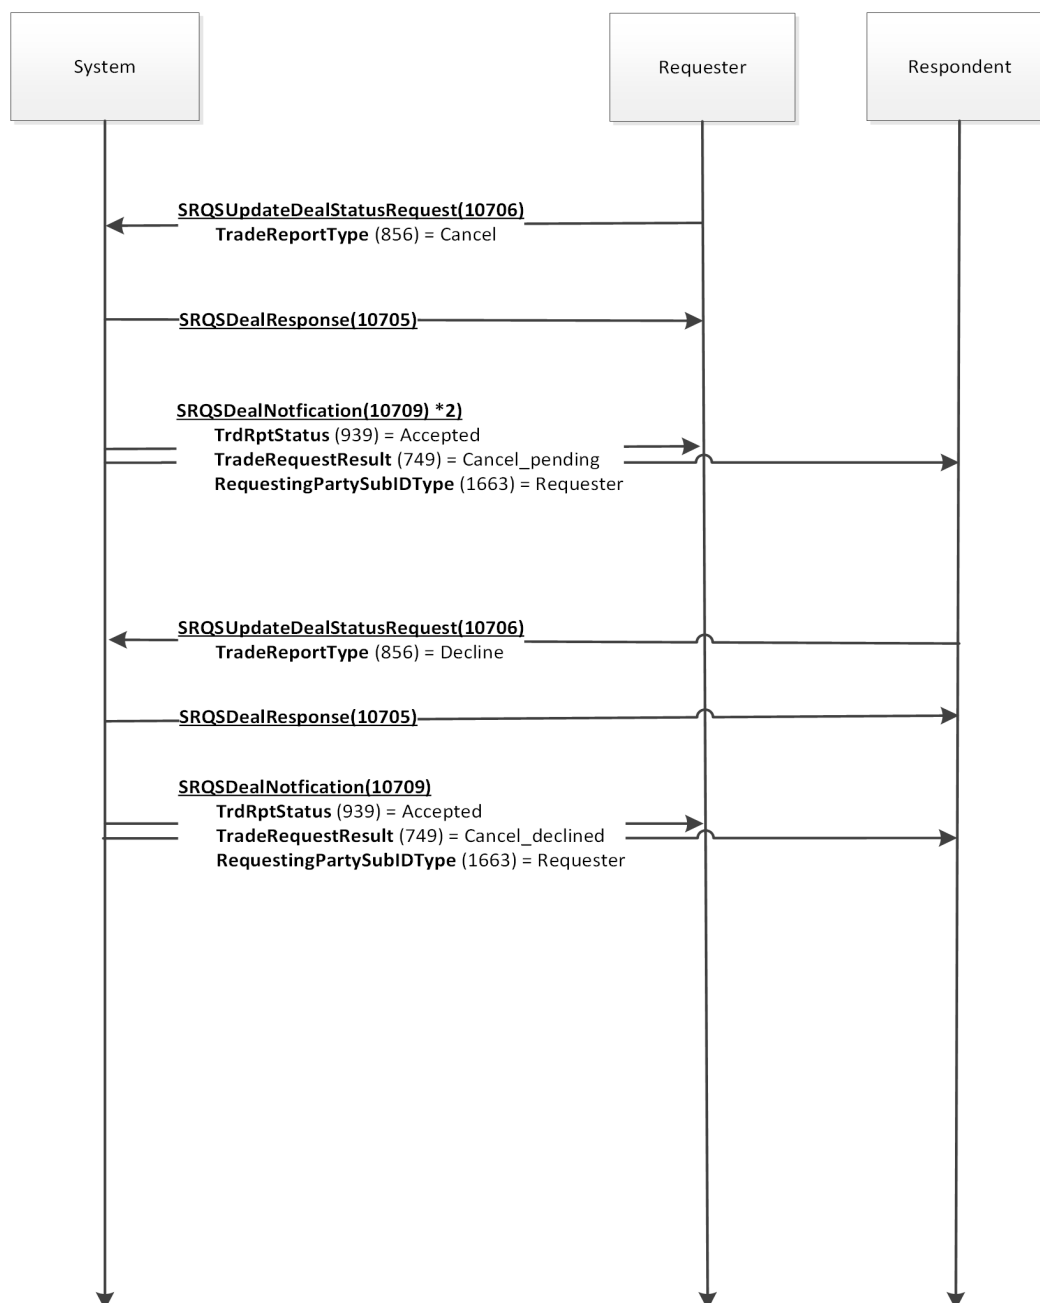 System
Requester
Respondent
SRQSUpdateDealStatusRequest(10706)
TradeReportType (856) = Cancel
SRQSDealResponse(10705)
SRQSDealNotfication(10709) *2)
TrdRptStatus (939) = Accepted
TradeRequestResult (749) = Cancel_pending
RequestingPartySubIDType (1663) = Requester
SRQSUpdateDealStatusRequest(10706)
TradeReportType (856) = Decline
SRQSDealResponse(10705)
SRQSDealNotfication(10709)
TrdRptStatus (939) = Accepted
TradeRequestResult (749) = Cancel_declined
RequestingPartySubIDType (1663) = Requester